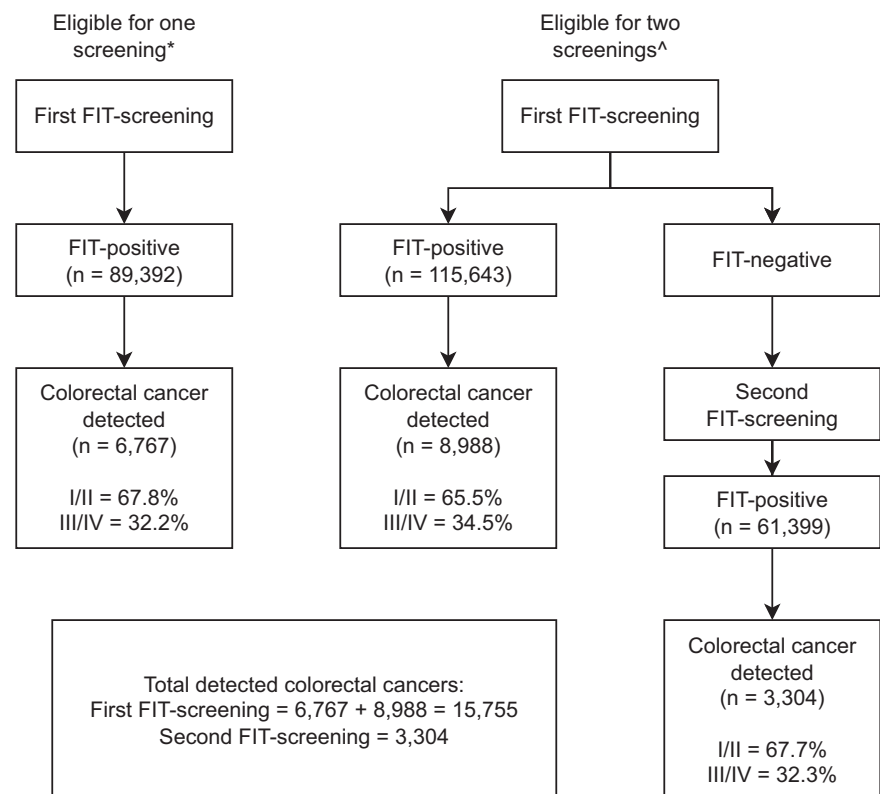 Eligible for one
screening*
First FIT-screening
FIT-positive
(n = 89,392)
Colorectal cancer
detected
(n = 6,767)
I/II = 67.8%
III/IV = 32.2%
Eligible for two
screenings^
First FIT-screening
FIT-positive
(n = 115,643)
Colorectal cancer
detected
(n = 8,988)
I/II = 65.5%
III/IV = 34.5%
FIT-negative
Second
FIT-screening
FIT-positive
(n = 61,399)
Colorectal cancer
detected
(n = 3,304)
I/II = 67.7%
III/IV = 32.3%
Total detected colorectal cancers:
First FIT-screening = 6,767 + 8,988 = 15,755
Second FIT-screening = 3,304